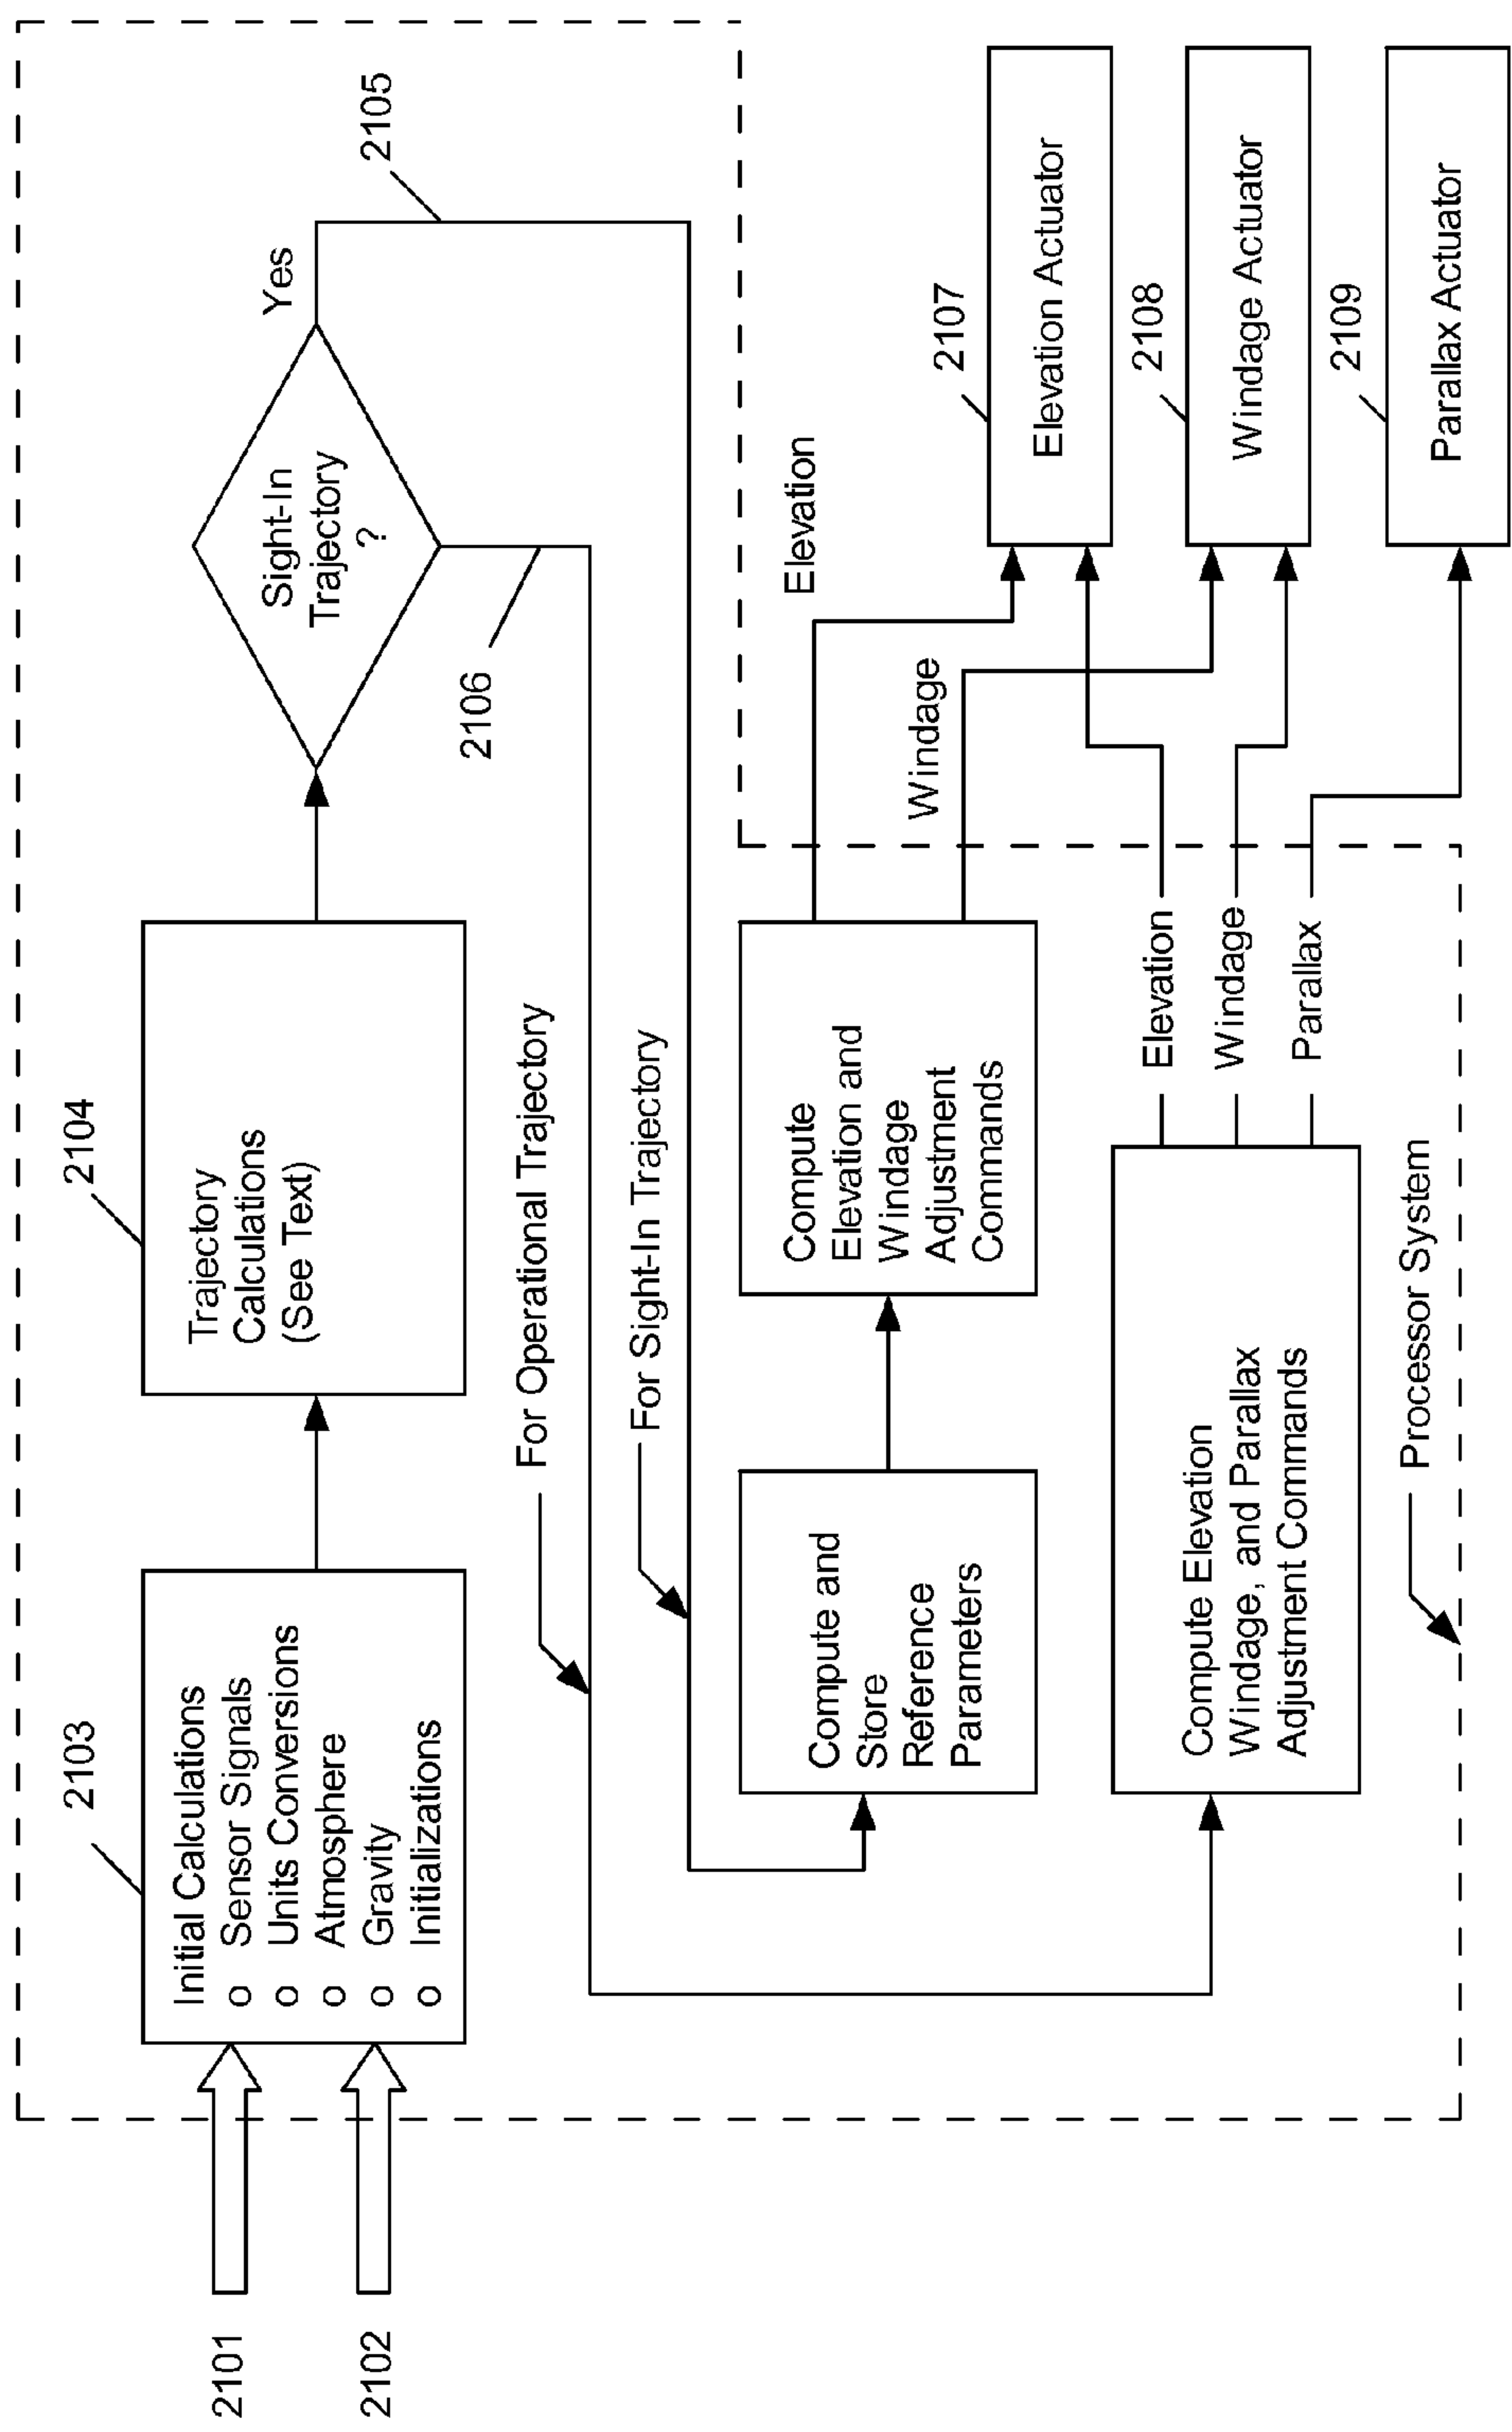 2103
Initial Calculations
o Sensor Signals
o Units Conversions
o Atmosphere
o Gravity
o Initializations
2101
2102
2104
Trajectory
Calculations
(See Text)
Sight-In
Trajectory
?
Yes
2105
2106
For Operational Trajectory
For Sight-In Trajectory
Compute and
Store
Reference
Parameters
Compute
Elevation and
Windage
Adjustment
Commands
Elevation
Windage
Compute Elevation
Windage, and Parallax
Adjustment Commands
Elevation
Windage
Parallax
2107
Elevation Actuator
2108
Windage Actuator
2109
Parallax Actuator
Processor System